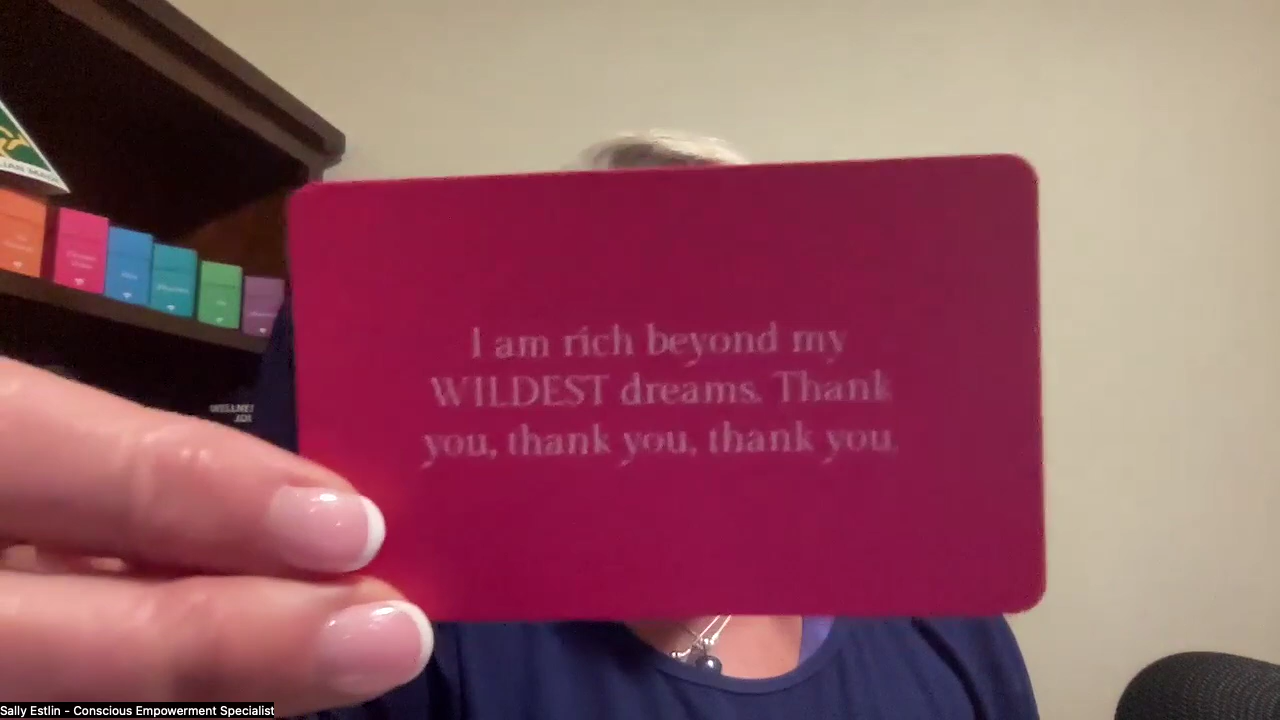 I am rich beyond my
WILDEST dreams. Thank
you, thank you, thank you.
Sally Estlin - Conscious Empowerment Specialist